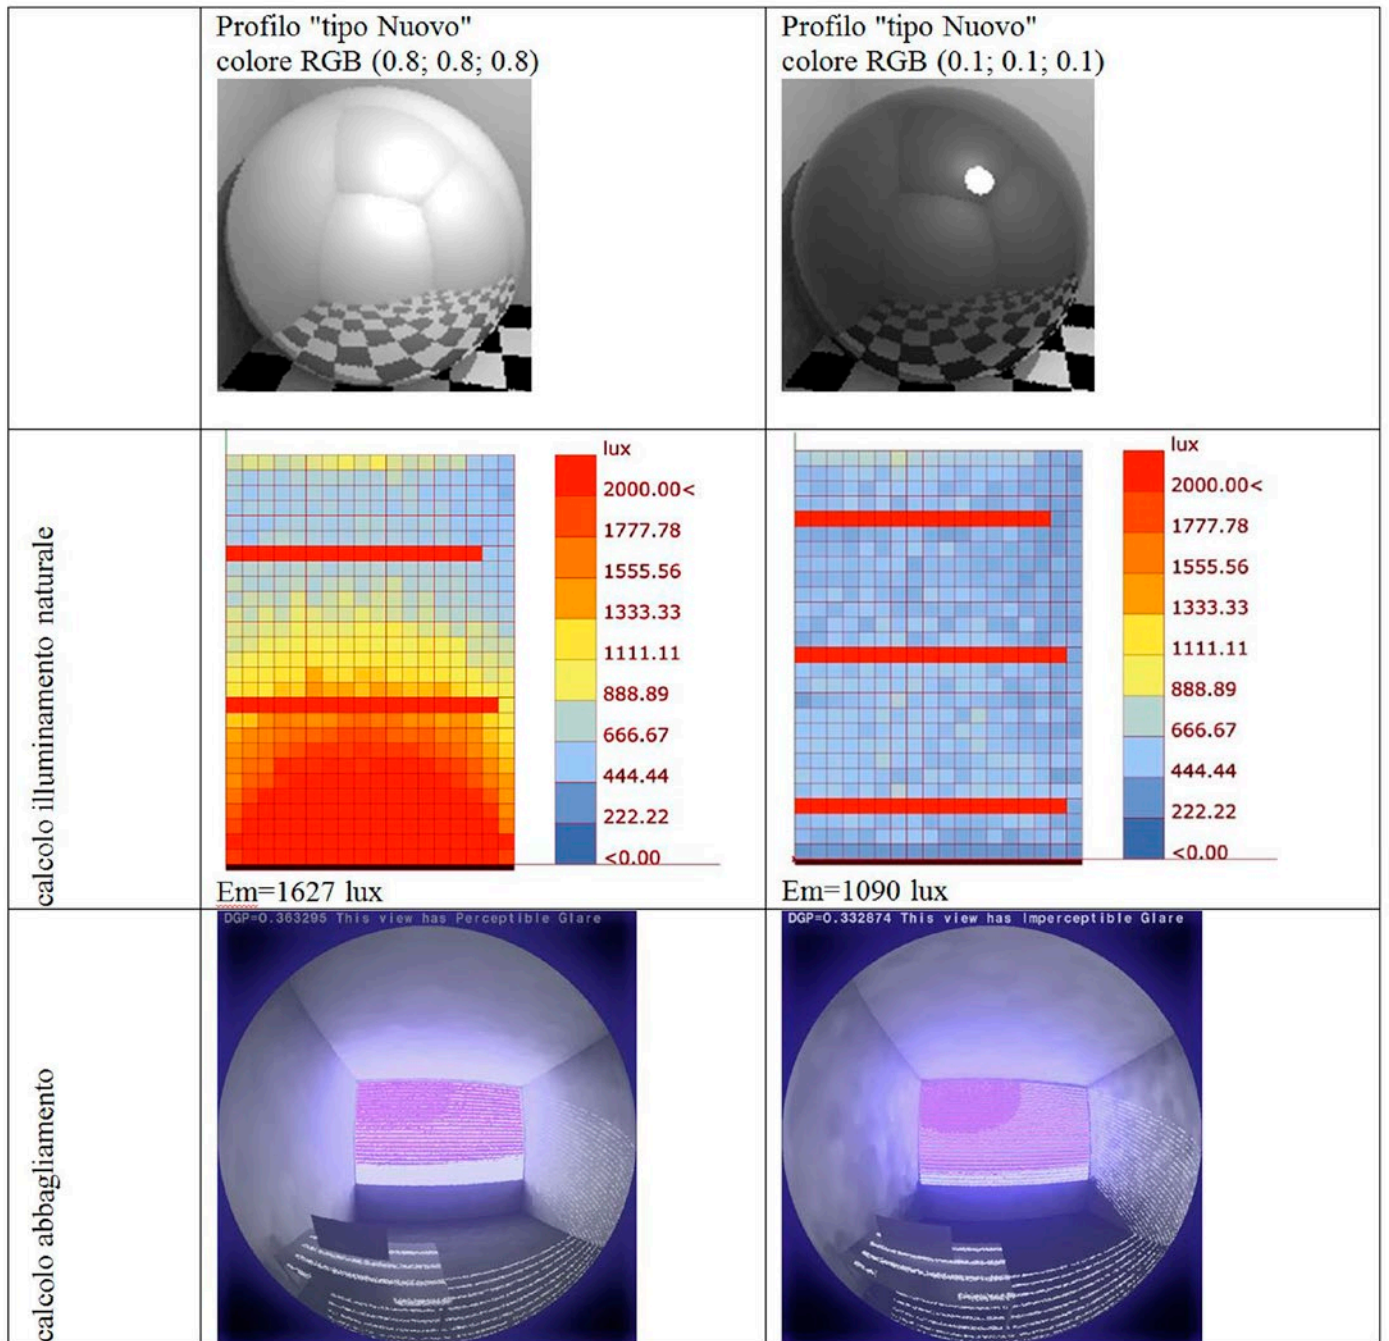 Profilo "tipo Nuovo"
colore RGB (0.8; 0.8; 0.8)
Profilo "tipo Nuovo"
colore RGB (0.1; 0.1; 0.1)
calcolo illuminamento naturale
lux
2000.00<
1777.78
1555.56
1333.33
1111.11
888.89
666.67
444.44
222.22
<0.00
Em=1627 lux
lux
2000.00<
1777.78
1555.56
1333.33
1111.11
888.89
666.67
444.44
222.22
<0.00
Em=1090 lux
calcolo abbagliamento
DGP=0.363295 This view has Perceptible Glare
DGP=0.332874 This view has Imperceptible Glare